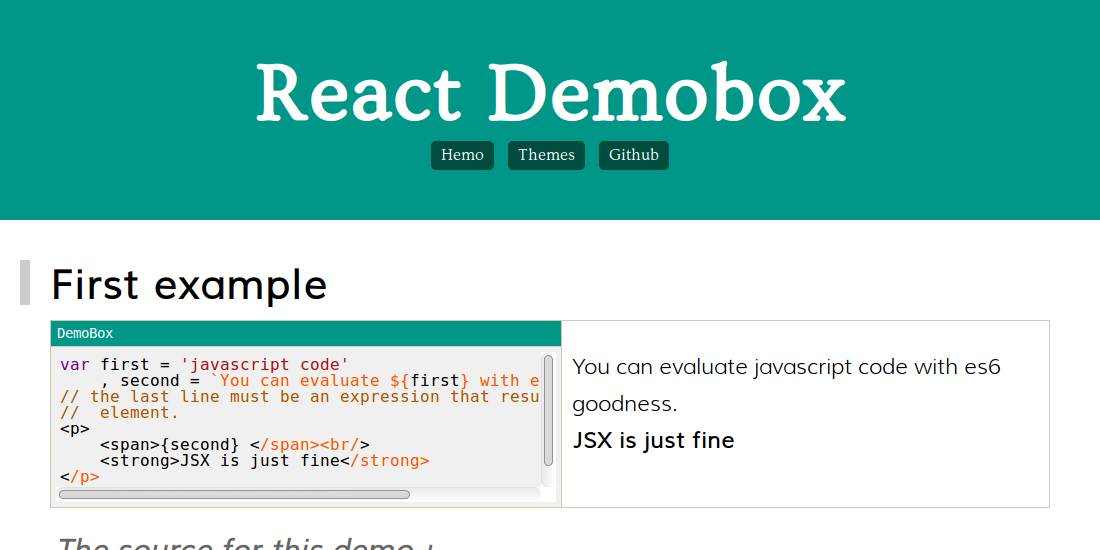 React Demobox
Hemo Themes Github
First example
DemoBox
var first = 'javascript code'
    , second = `You can evaluate ${first} with e
// the last line must be an expression that resu
//  element.
<p>
    <span>{second} </span><br/>
    <strong>JSX is just fine</strong>
</p>
You can evaluate javascript code with es6
goodness.
JSX is just fine
The source for this demo